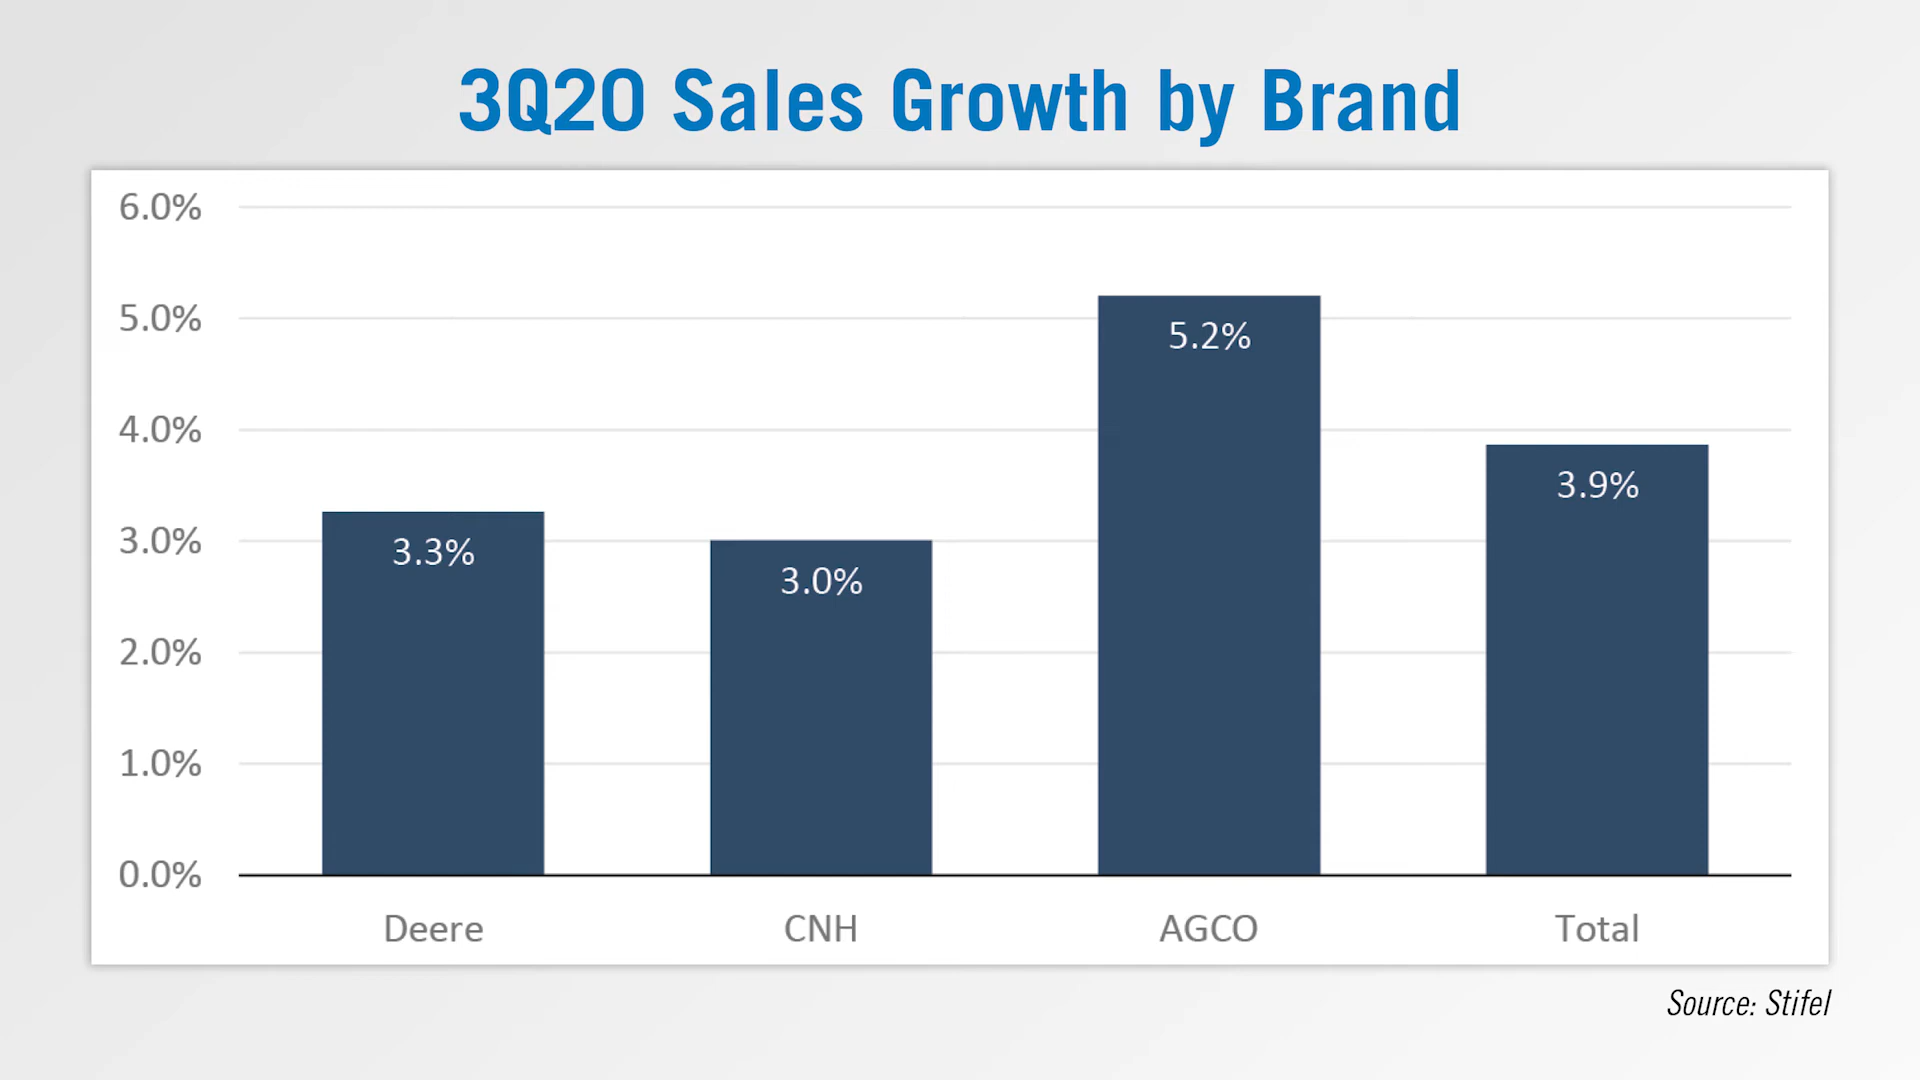 3Q20 Sales Growth by Brand
6.0%
5.0%
4.0%
3.0%
2.0%
1.0%
0.0%
3.3%
3.0%
5.2%
3.9%
Deere
CNH
AGCO
Total
Source: Stifel